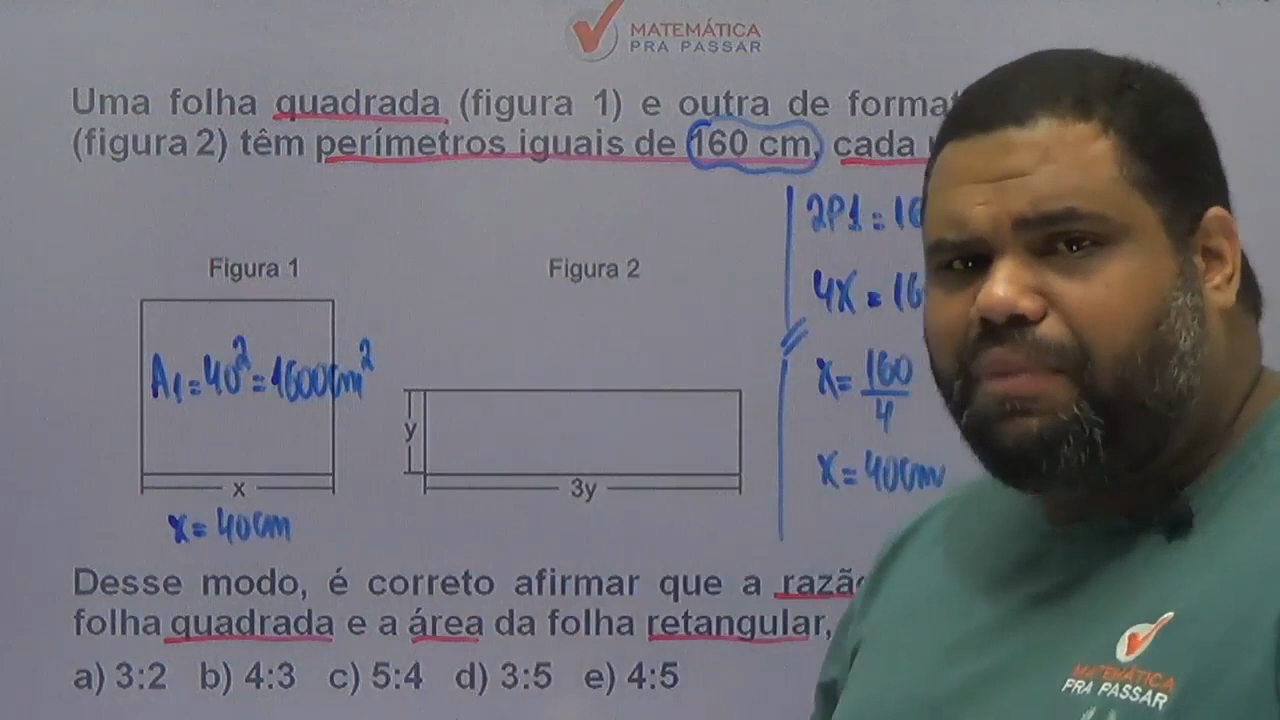 MATEMÁTICA
PRA PASSAR
Uma folha quadrada (figura 1) e outra de
(figura 2) têm perímetros iguais de 160 cm, cada
2P1 = 16
Figura 1
Figura 2
4X = 16
A1 = 40² = 1600cm²
X = 160
4
y
X = 40cm
x
3y
x = 40cm
Desse modo, é correto afirmar que a
folha quadrada e a área da folha retangular,
a) 3:2 b) 4:3 c) 5:4 d) 3:5 e) 4:5
MATEMÁTICA
PRA PASSAR